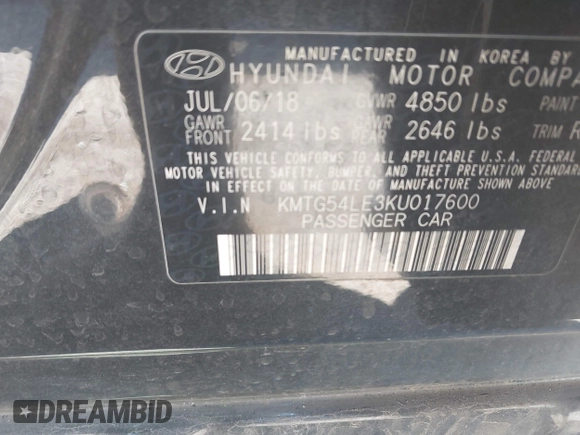 MANUFACTURED IN KOREA BY
HYUNDAI MOTOR COMPA
JUL/06/18 GVWR 4850 lbs PAINT
GAWR FRONT 2414 lbs GAWR REAR 2646 lbs TRIM
THIS VEHICLE CONFORMS TO ALL APPLICABLE U.S.A. FEDERAL
MOTOR VEHICLE SAFETY, BUMPER, AND THEFT PREVENTION
STANDARDS IN EFFECT ON THE DATE OF MANUFACTURE SHOWN ABOVE
V.I.N KMTG54LE3KU017600
PASSENGER CAR
DREAMBID